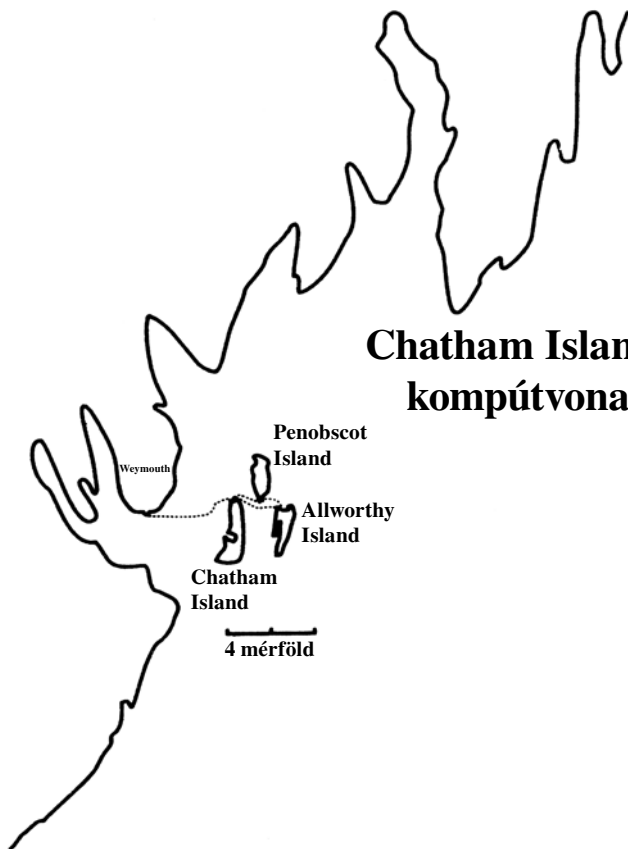 Chatham Islan
kompútvona
Penobscot
Island
Weymouth
Allworthy
Island
Chatham
Island
4 mérföld